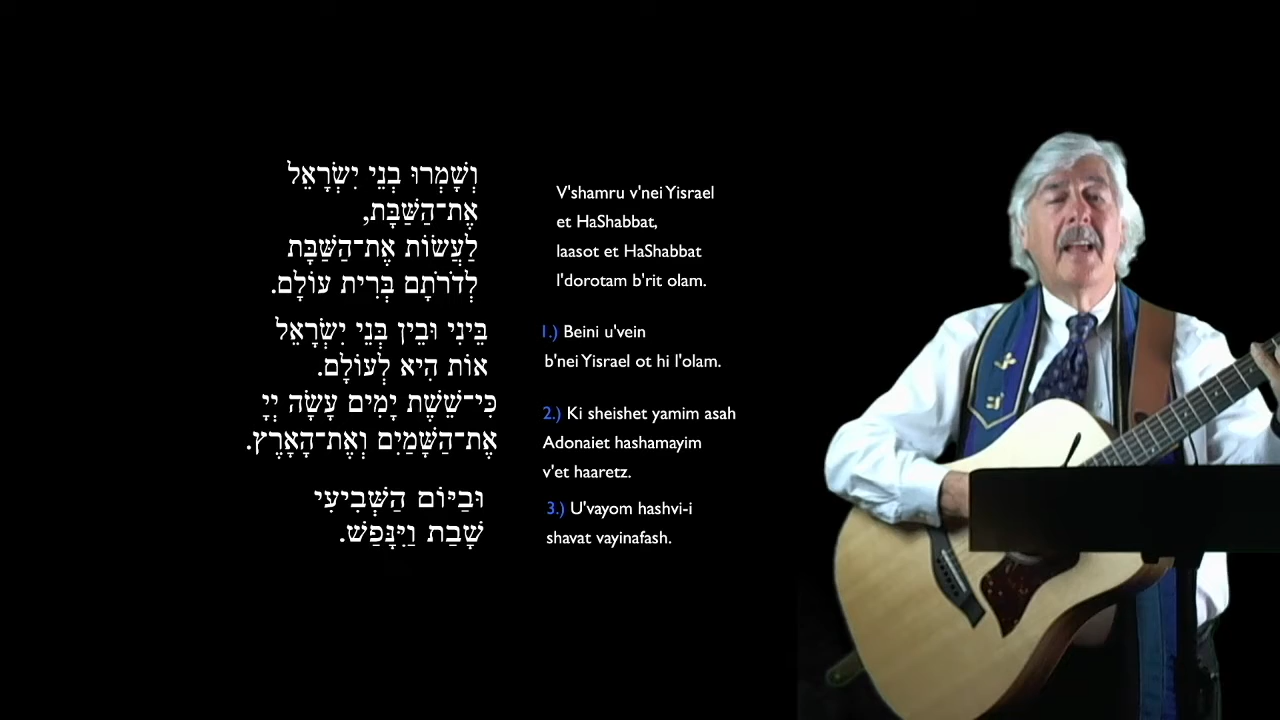 וְשָׁמְרוּ בְנֵי יִשְׂרָאֵל
אֶת־הַשַּׁבָּת,
לַעֲשׂוֹת אֶת־הַשַּׁבָּת
לְדֹרֹתָם בְּרִית עוֹלָם.
בֵּינִי וּבֵין בְּנֵי יִשְׂרָאֵל
אוֹת הִיא לְעוֹלָם.
כִּי־שֵׁשֶׁת יָמִים עָשָׂה יְיָ
אֶת־הַשָּׁמַיִם וְאֶת־הָאָרֶץ.
וּבַיּוֹם הַשְּׁבִיעִי
שָׁבַת וַיִּנָּפַשׁ.
V'shamru v'nei Yisrael
et HaShabbat,
laasot et HaShabbat
l'dorotam b'rit olam.
1.) Beini u'vein
b'nei Yisrael ot hi l'olam.
2.) Ki sheishet yamim asah
Adonaiet hashamayim
v'et haaretz.
3.) U'vayom hashvi-i
shavat vayinafash.